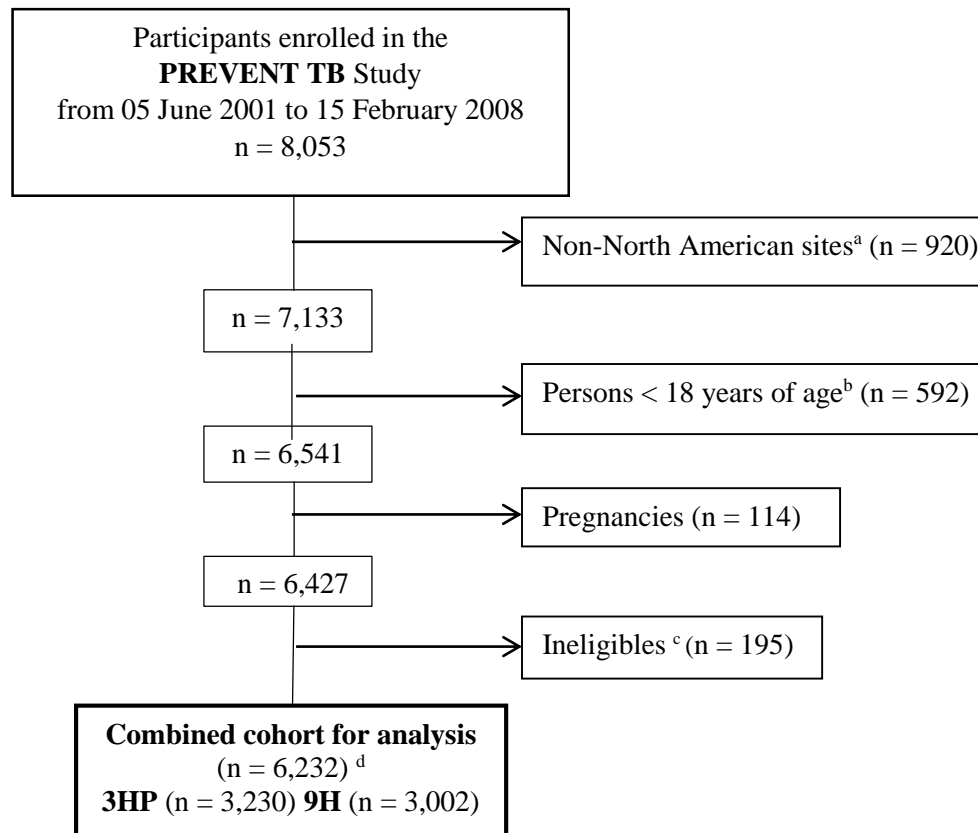 Participants enrolled in the
PREVENT TB Study
from 05 June 2001 to 15 February 2008
n = 8,053
Non-North American sitesᵃ (n = 920)
n = 7,133
Persons < 18 years of ageᵇ (n = 592)
n = 6,541
Pregnancies (n = 114)
n = 6,427
Ineligibles ᶜ (n = 195)
Combined cohort for analysis
(n = 6,232) ᵈ
3HP (n = 3,230) 9H (n = 3,002)